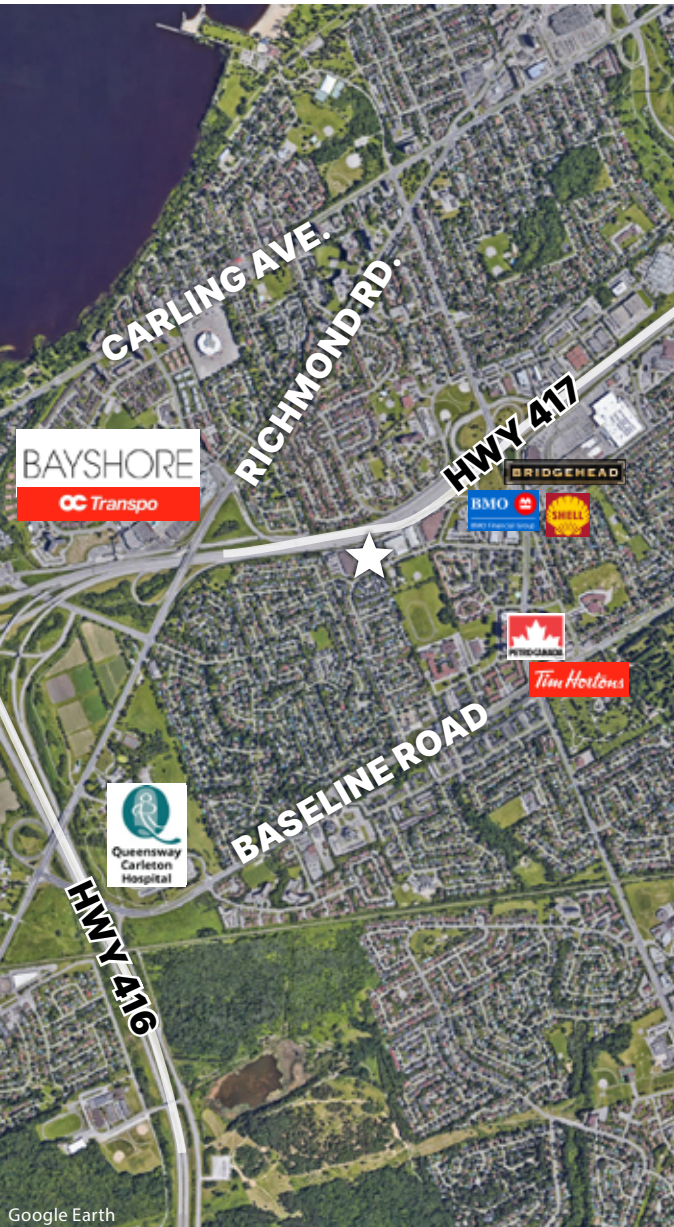 CARLING AVE.
RICHMOND RD.
HWY 417
BAYSHORE
OC Transpo
BRIDGEHEAD
BMO
BMO Financial Group
SHELL
PETRO-CANADA
Tim Hortons
BASELINE ROAD
Queensway
Carleton
Hospital
HWY 416
Google Earth